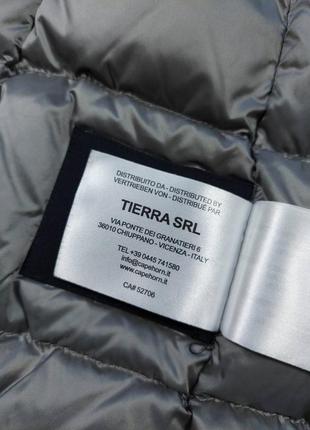 DISTRIBUITO DA - DISTRIBUTED BY
VERTRIEBEN VON - DISTRIBUÉ PAR
TIERRA SRL
VIA PONTE DEI GRANATIERI 6
36010 CHIUPPANO - VICENZA - ITALY
TEL +39 0445 741580
info@capehorn.it
www.capehorn.it
CA# 52706